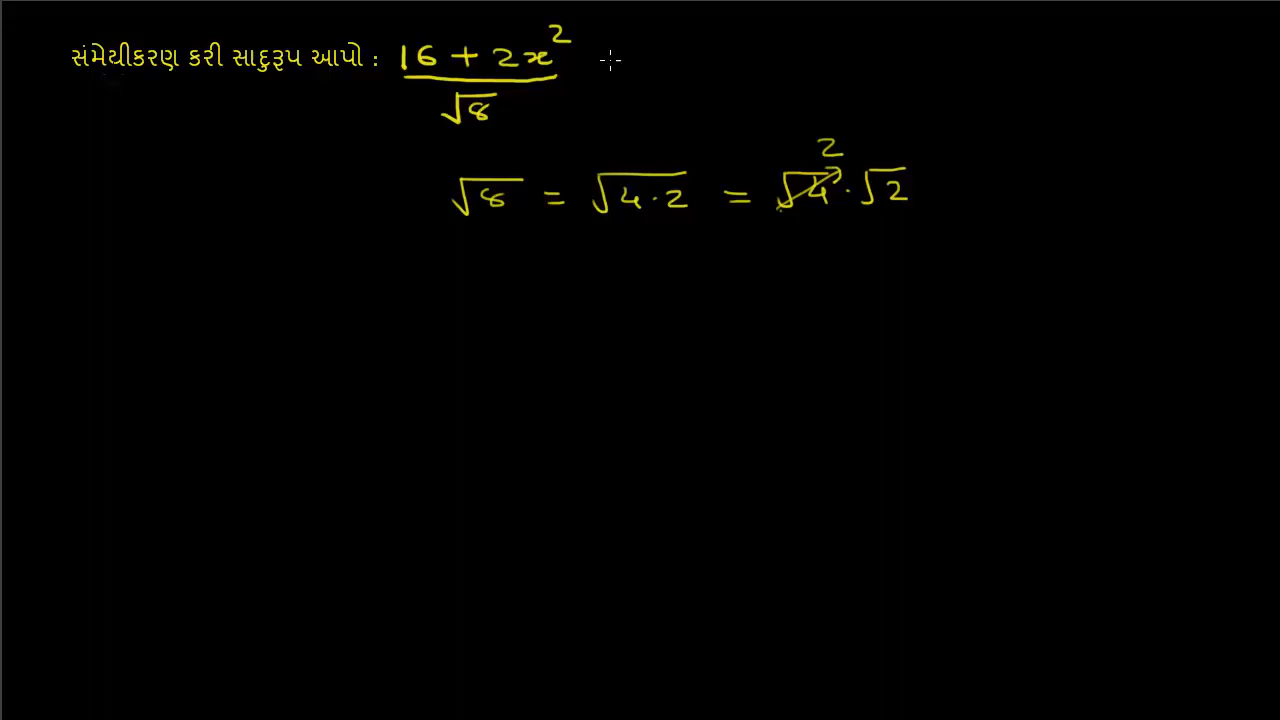 સંમેયીકરણ કરી સાદુરૂપ આપો : 16 + 2x²
√8
2
√8 = √4·2 = √4·√2